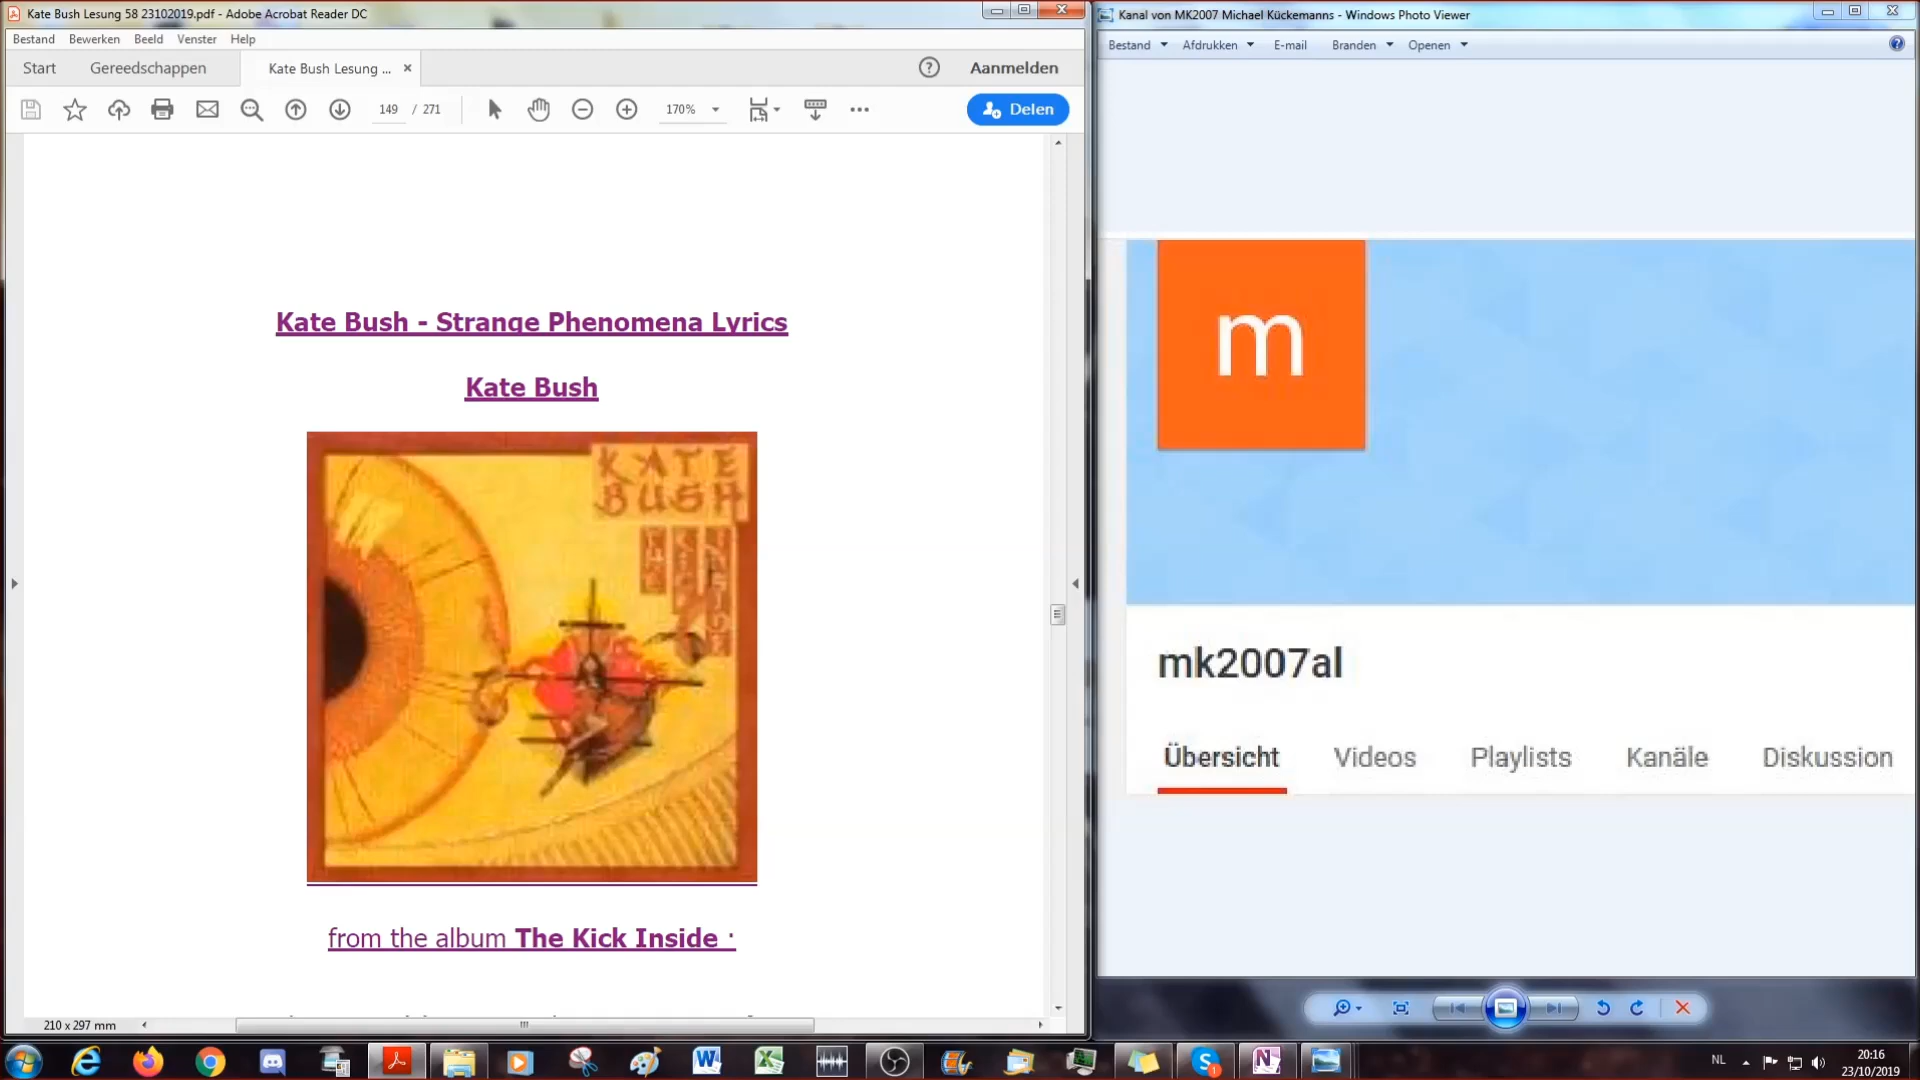 Kate Bush Lesung 58 23102019.pdf - Adobe Acrobat Reader DC
Bestand Bewerken Beeld Venster Help
Start Gereedschappen Kate Bush Lesung ... Aanmelden
149 / 271 170% Delen
Kate Bush - Strange Phenomena Lyrics
Kate Bush
KATE
BUSH
from the album The Kick Inside :
210 x 297 mm
Kanal von MK2007 Michael Kückemanns - Windows Photo Viewer
Bestand Afdrukken E-mail Branden Openen
m
mk2007al
Übersicht Videos Playlists Kanäle Diskussion
NL
20:16
23/10/2019